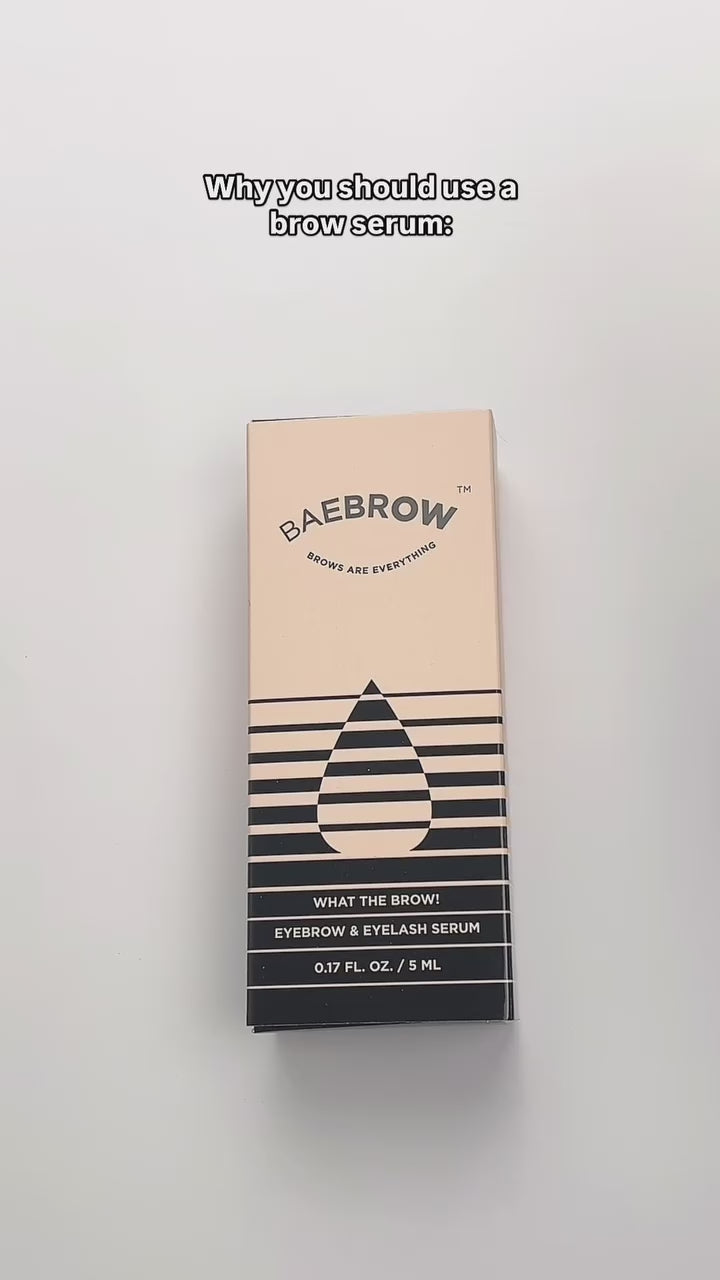 Why you should use a
brow serum:
BAEBROW™
BROWS ARE EVERYTHING
WHAT THE BROW!
EYEBROW & EYELASH SERUM
0.17 FL. OZ. / 5 ML